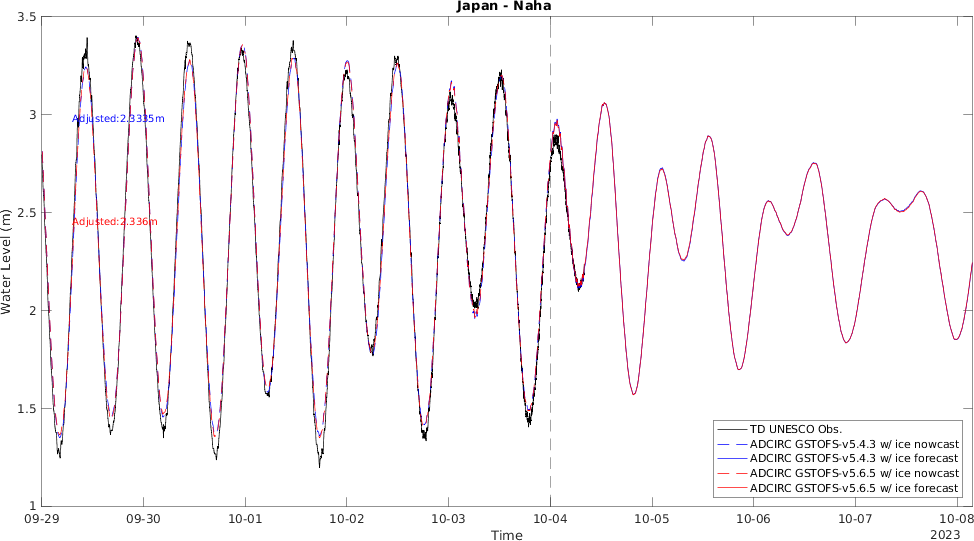 Japan - Naha
3.5
3
2.5
2
1.5
1
Water Level (m)
Adjusted:2.3335m
Adjusted:2.336m
TD UNESCO Obs.
ADCIRC GSTOFS-v5.4.3 w/ ice nowcast
ADCIRC GSTOFS-v5.4.3 w/ ice forecast
ADCIRC GSTOFS-v5.6.5 w/ ice nowcast
ADCIRC GSTOFS-v5.6.5 w/ ice forecast
09-29 09-30 10-01 10-02 10-03 10-04 10-05 10-06 10-07 10-08
Time
2023